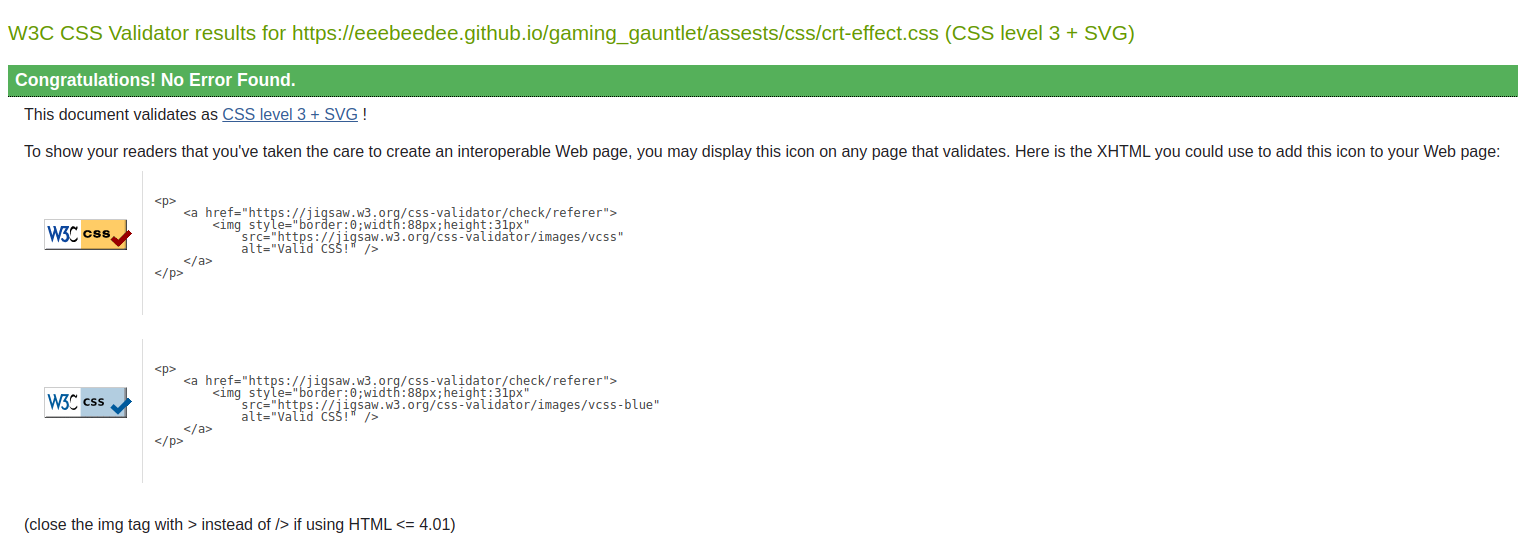 W3C CSS Validator results for https://eeebeedee.github.io/gaming_gauntlet/assests/css/crt-effect.css (CSS level 3 + SVG)
Congratulations! No Error Found.
This document validates as CSS level 3 + SVG !
To show your readers that you've taken the care to create an interoperable Web page, you may display this icon on any page that validates. Here is the XHTML you could use to add this icon to your Web page:
W3C css
<p>
    <a href="https://jigsaw.w3.org/css-validator/check/referer">
        <img style="border:0;width:88px;height:31px"
            src="https://jigsaw.w3.org/css-validator/images/vcss"
            alt="Valid CSS!" />
    </a>
</p>
W3C css
<p>
    <a href="https://jigsaw.w3.org/css-validator/check/referer">
        <img style="border:0;width:88px;height:31px"
            src="https://jigsaw.w3.org/css-validator/images/vcss-blue"
            alt="Valid CSS!" />
    </a>
</p>
(close the img tag with > instead of /> if using HTML <= 4.01)